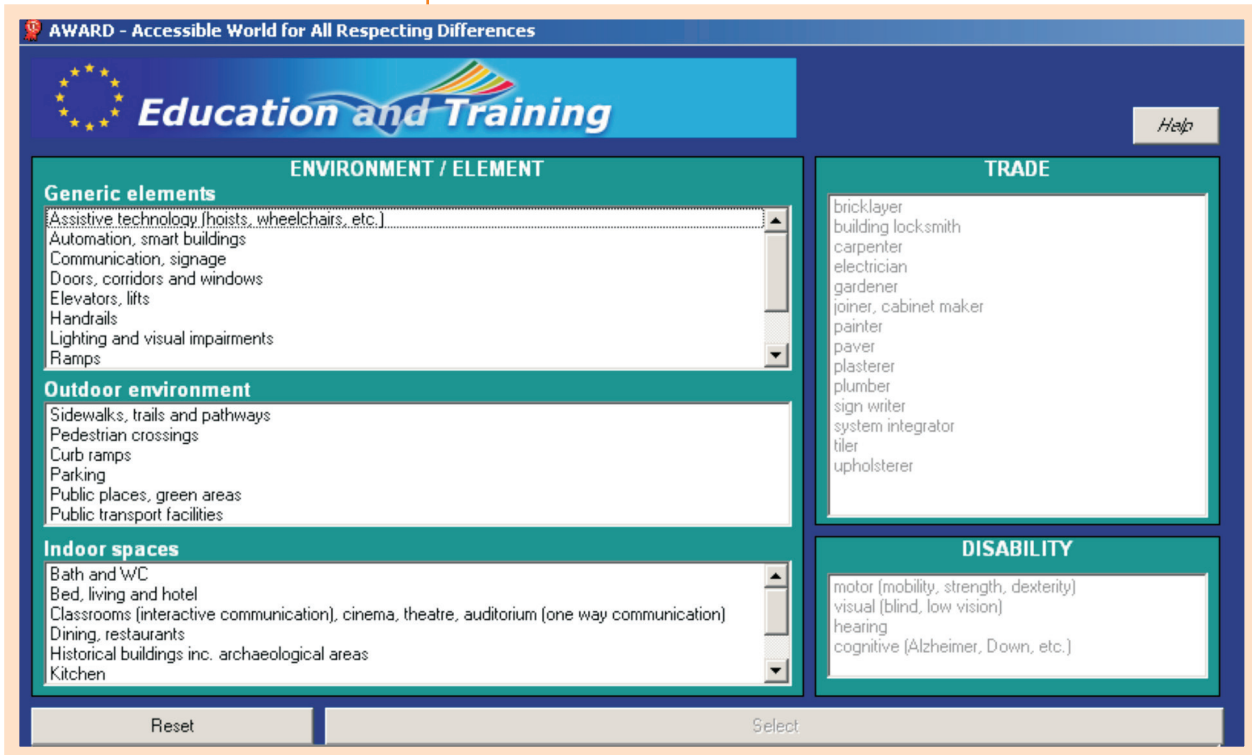 AWARD - Accessible World for All Respecting Differences
Education and Training
Help
ENVIRONMENT / ELEMENT
Generic elements
Assistive technology (hoists, wheelchairs, etc.)
Automation, smart buildings
Communication, signage
Doors, corridors and windows
Elevators, lifts
Handrails
Lighting and visual impairments
Ramps
Outdoor environment
Sidewalks, trails and pathways
Pedestrian crossings
Curb ramps
Parking
Public places, green areas
Public transport facilities
Indoor spaces
Bath and WC
Bed, living and hotel
Classrooms (interactive communication), cinema, theatre, auditorium (one way communication)
Dining, restaurants
Historical buildings inc. archaeological areas
Kitchen
TRADE
bricklayer
building locksmith
carpenter
electrician
gardener
joiner, cabinet maker
painter
paver
plasterer
plumber
sign writer
system integrator
tiler
upholsterer
DISABILITY
motor (mobility, strength, dexterity)
visual (blind, low vision)
hearing
cognitive (Alzheimer, Down, etc.)
Reset
Select